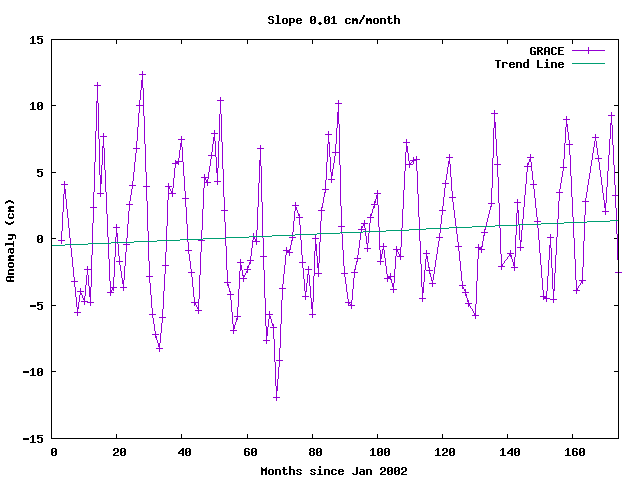 Slope 0.01 cm/month
GRACE
Trend Line
Anomaly (cm)
15
10
5
0
-5
-10
-15
0 20 40 60 80 100 120 140 160
Months since Jan 2002